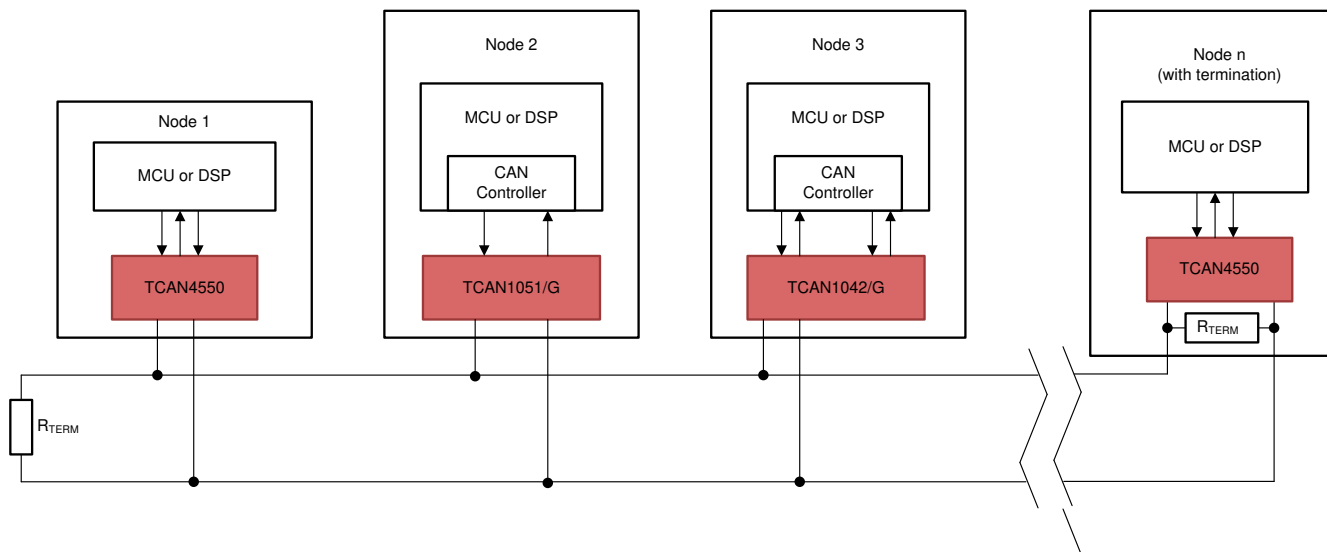 Node 1
MCU or DSP
TCAN4550
Node 2
MCU or DSP
CAN
Controller
TCAN1051/G
Node 3
MCU or DSP
CAN
Controller
TCAN1042/G
Node n
(with termination)
MCU or DSP
TCAN4550
RTERM
RTERM